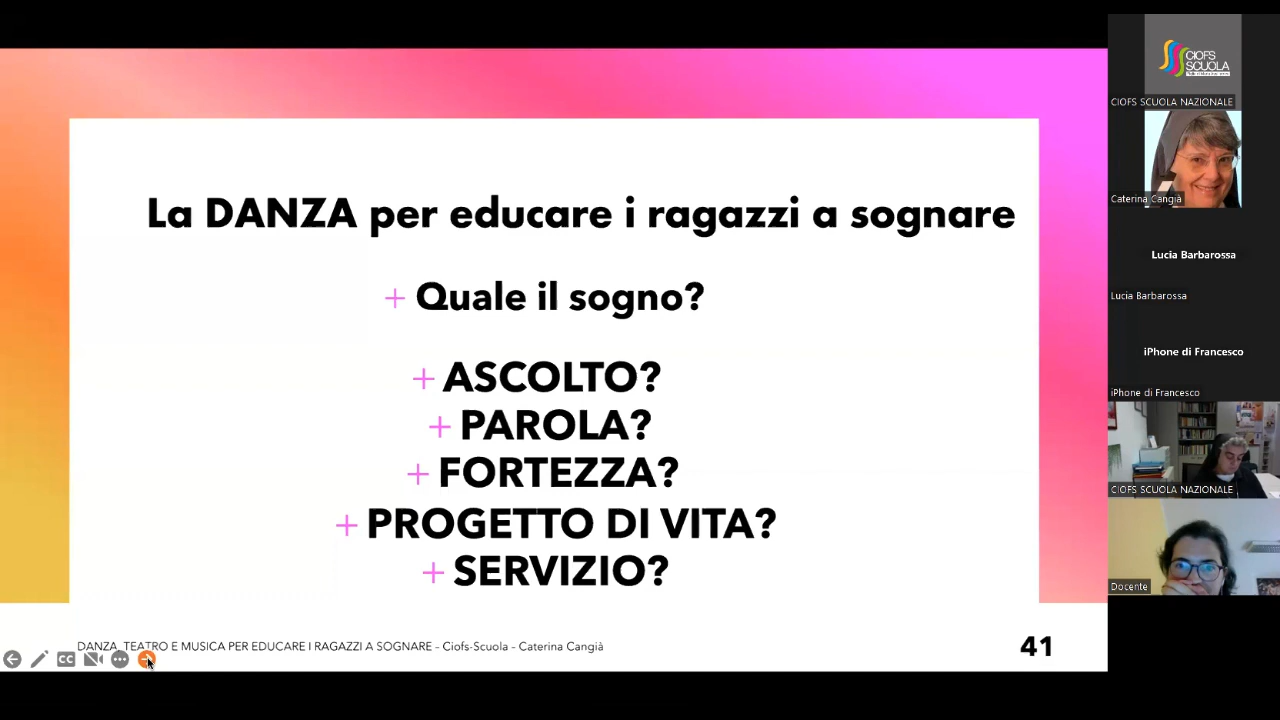 La DANZA per educare i ragazzi a sognare
+ Quale il sogno?
+ ASCOLTO?
+ PAROLA?
+ FORTEZZA?
+ PROGETTO DI VITA?
+ SERVIZIO?
DANZA, TEATRO E MUSICA PER EDUCARE I RAGAZZI A SOGNARE – Ciofs-Scuola – Caterina Cangià
41
CC
CIOFS
SCUOLA
CIOFS SCUOLA NAZIONALE
Caterina Cangià
Lucia Barbarossa
Lucia Barbarossa
iPhone di Francesco
iPhone di Francesco
CIOFS SCUOLA NAZIONALE
Docente